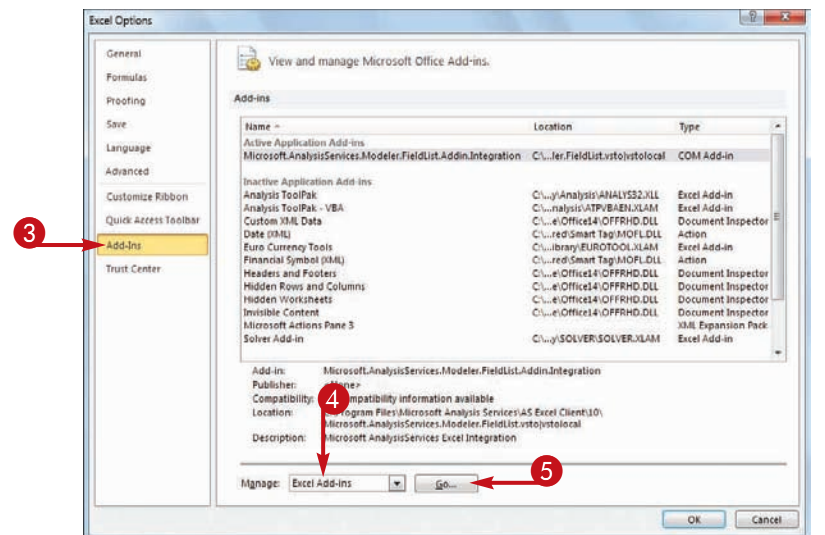 Excel Options
General
Formulas
Proofing
Save
Language
Advanced
Customize Ribbon
Quick Access Toolbar
3
Add-Ins
Trust Center
View and manage Microsoft Office Add-ins.
Add-ins
Name Location Type
Active Application Add-ins
Microsoft.AnalysisServices.Modeler.FieldList.Addin.Integration C:\...ler.FieldList.vsto|vstolocal COM Add-in
Inactive Application Add-ins
Analysis ToolPak C:\...y\Analysis\ANALYS32.XLL Excel Add-in
Analysis ToolPak - VBA C:\...nalysis\ATPVBAEN.XLAM Excel Add-in
Custom XML Data C:\...e\Office14\OFFRHD.DLL Document Inspector
Date (XML) C:\...red\Smart Tag\MOFL.DLL Action
Euro Currency Tools C:\...ibrary\EUROTOOL.XLAM Excel Add-in
Financial Symbol (XML) C:\...red\Smart Tag\MOFL.DLL Action
Headers and Footers C:\...e\Office14\OFFRHD.DLL Document Inspector
Hidden Rows and Columns C:\...e\Office14\OFFRHD.DLL Document Inspector
Hidden Worksheets C:\...e\Office14\OFFRHD.DLL Document Inspector
Invisible Content C:\...e\Office14\OFFRHD.DLL Document Inspector
Microsoft Actions Pane 3 XML Expansion Pack
Solver Add-in C:\...y\SOLVER\SOLVER.XLAM Excel Add-in
Add-in: Microsoft.AnalysisServices.Modeler.FieldList.Addin.Integration
Publisher:
Compatibility: compatibility information available
4
Location: Program Files\Microsoft Analysis Services\AS Excel Client\10\
Microsoft.AnalysisServices.Modeler.FieldList.vsto|vstolocal
Description: Microsoft AnalysisServices Excel Integration
Manage: Excel Add-ins Go...
5
OK Cancel